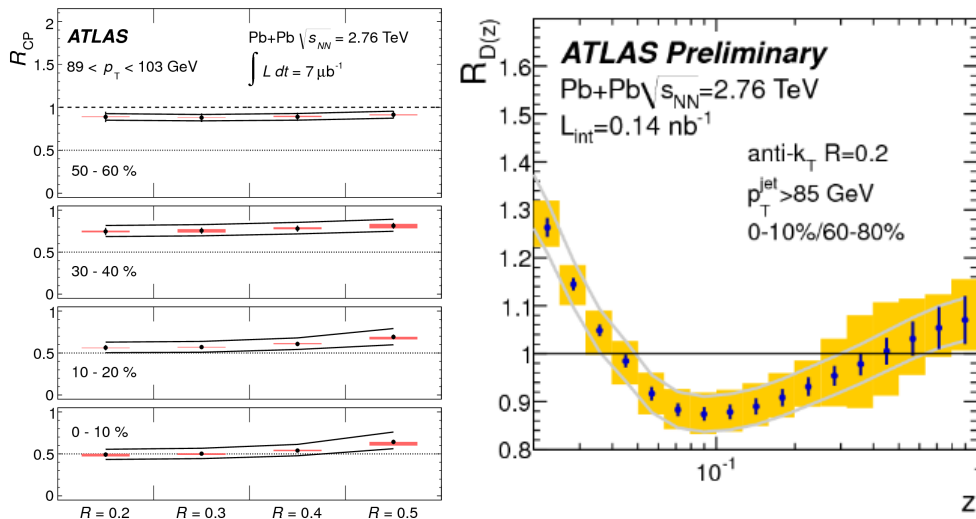 R_CP
ATLAS
Pb+Pb √s_NN = 2.76 TeV
89 < p_T < 103 GeV
∫ L dt = 7 μb⁻¹
2
1.5
1
0.5
0
50 - 60 %
1
0.5
0
30 - 40 %
1
0.5
0
10 - 20 %
1
0.5
0
0 - 10 %
R = 0.2
R = 0.3
R = 0.4
R = 0.5
R_D(z)
ATLAS Preliminary
Pb+Pb√s_NN=2.76 TeV
L_int=0.14 nb⁻¹
anti-k_T R=0.2
p_T^jet>85 GeV
0-10%/60-80%
1.6
1.5
1.4
1.3
1.2
1.1
1
0.9
0.8
10⁻¹
z